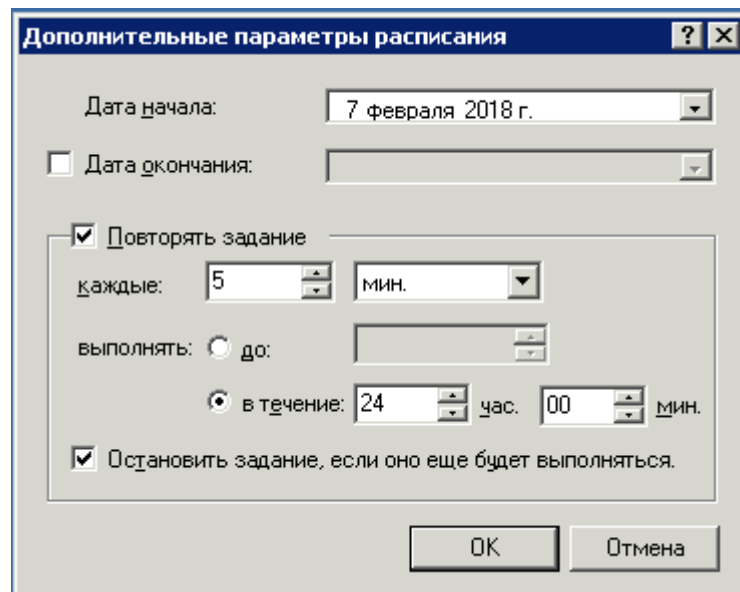 Дополнительные параметры расписания
Дата начала: 7 февраля 2018 г.
Дата окончания:
Повторять задание
каждые: 5 мин.
выполнять: до:
в течение: 24 час. 00 мин.
Остановить задание, если оно еще будет выполняться.
OK Отмена